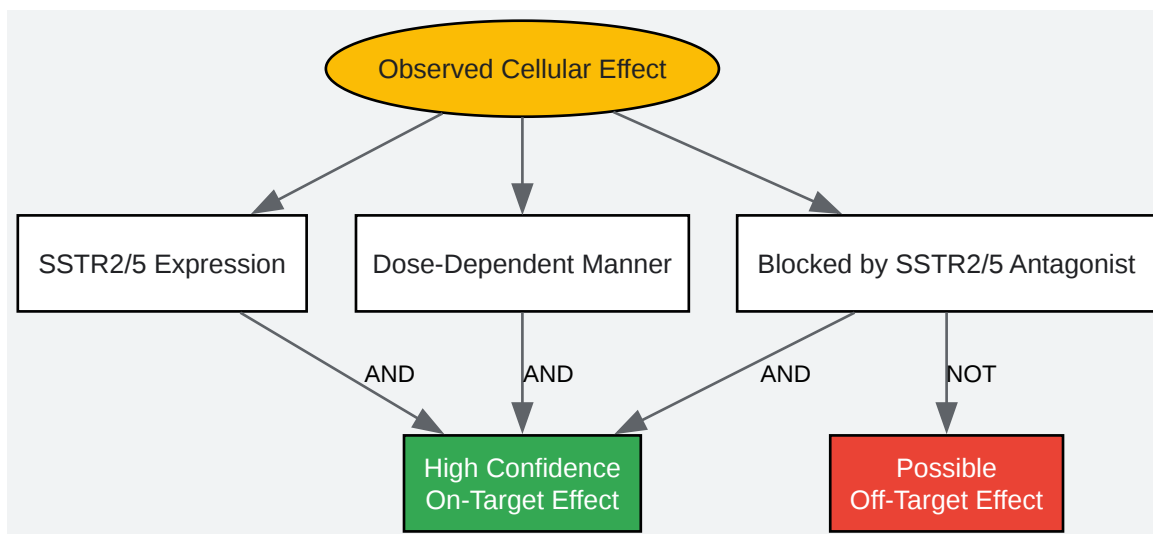 Observed Cellular Effect
SSTR2/5 Expression
Dose-Dependent Manner
Blocked by SSTR2/5 Antagonist
AND
AND
AND
NOT
High Confidence
On-Target Effect
Possible
Off-Target Effect